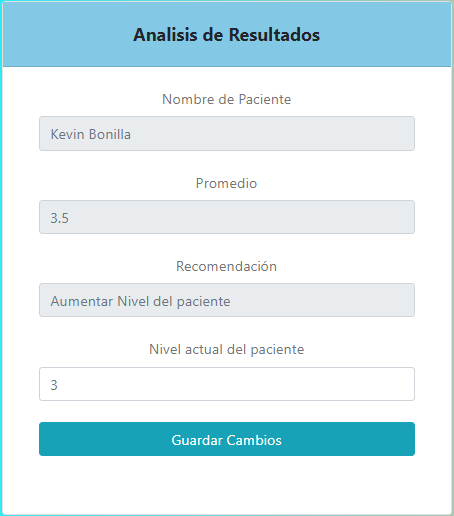 Analisis de Resultados
Nombre de Paciente
Kevin Bonilla
Promedio
3.5
Recomendación
Aumentar Nivel del paciente
Nivel actual del paciente
3
Guardar Cambios